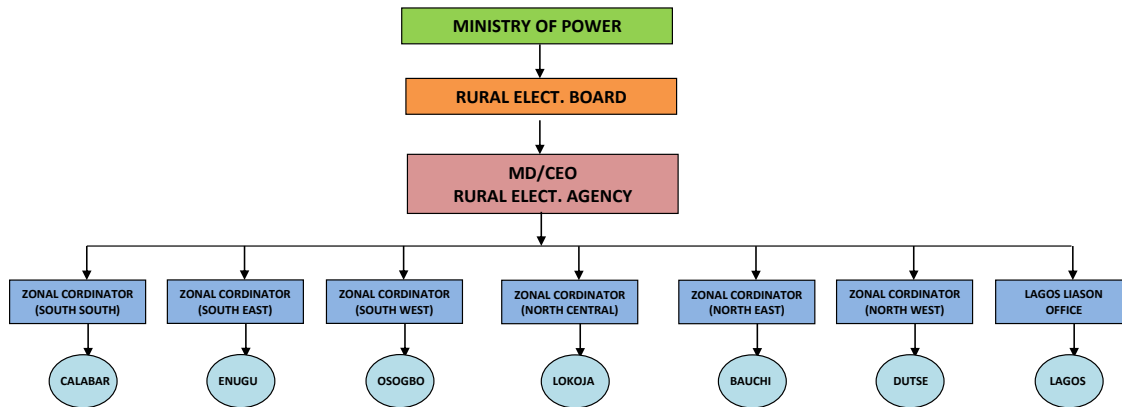 MINISTRY OF POWER
RURAL ELECT. BOARD
MD/CEO
RURAL ELECT. AGENCY
ZONAL CORDINATOR
(SOUTH SOUTH)
ZONAL CORDINATOR
(SOUTH EAST)
ZONAL CORDINATOR
(SOUTH WEST)
ZONAL CORDINATOR
(NORTH CENTRAL)
ZONAL CORDINATOR
(NORTH EAST)
ZONAL CORDINATOR
(NORTH WEST)
LAGOS LIASON
OFFICE
CALABAR
ENUGU
OSOGBO
LOKOJA
BAUCHI
DUTSE
LAGOS